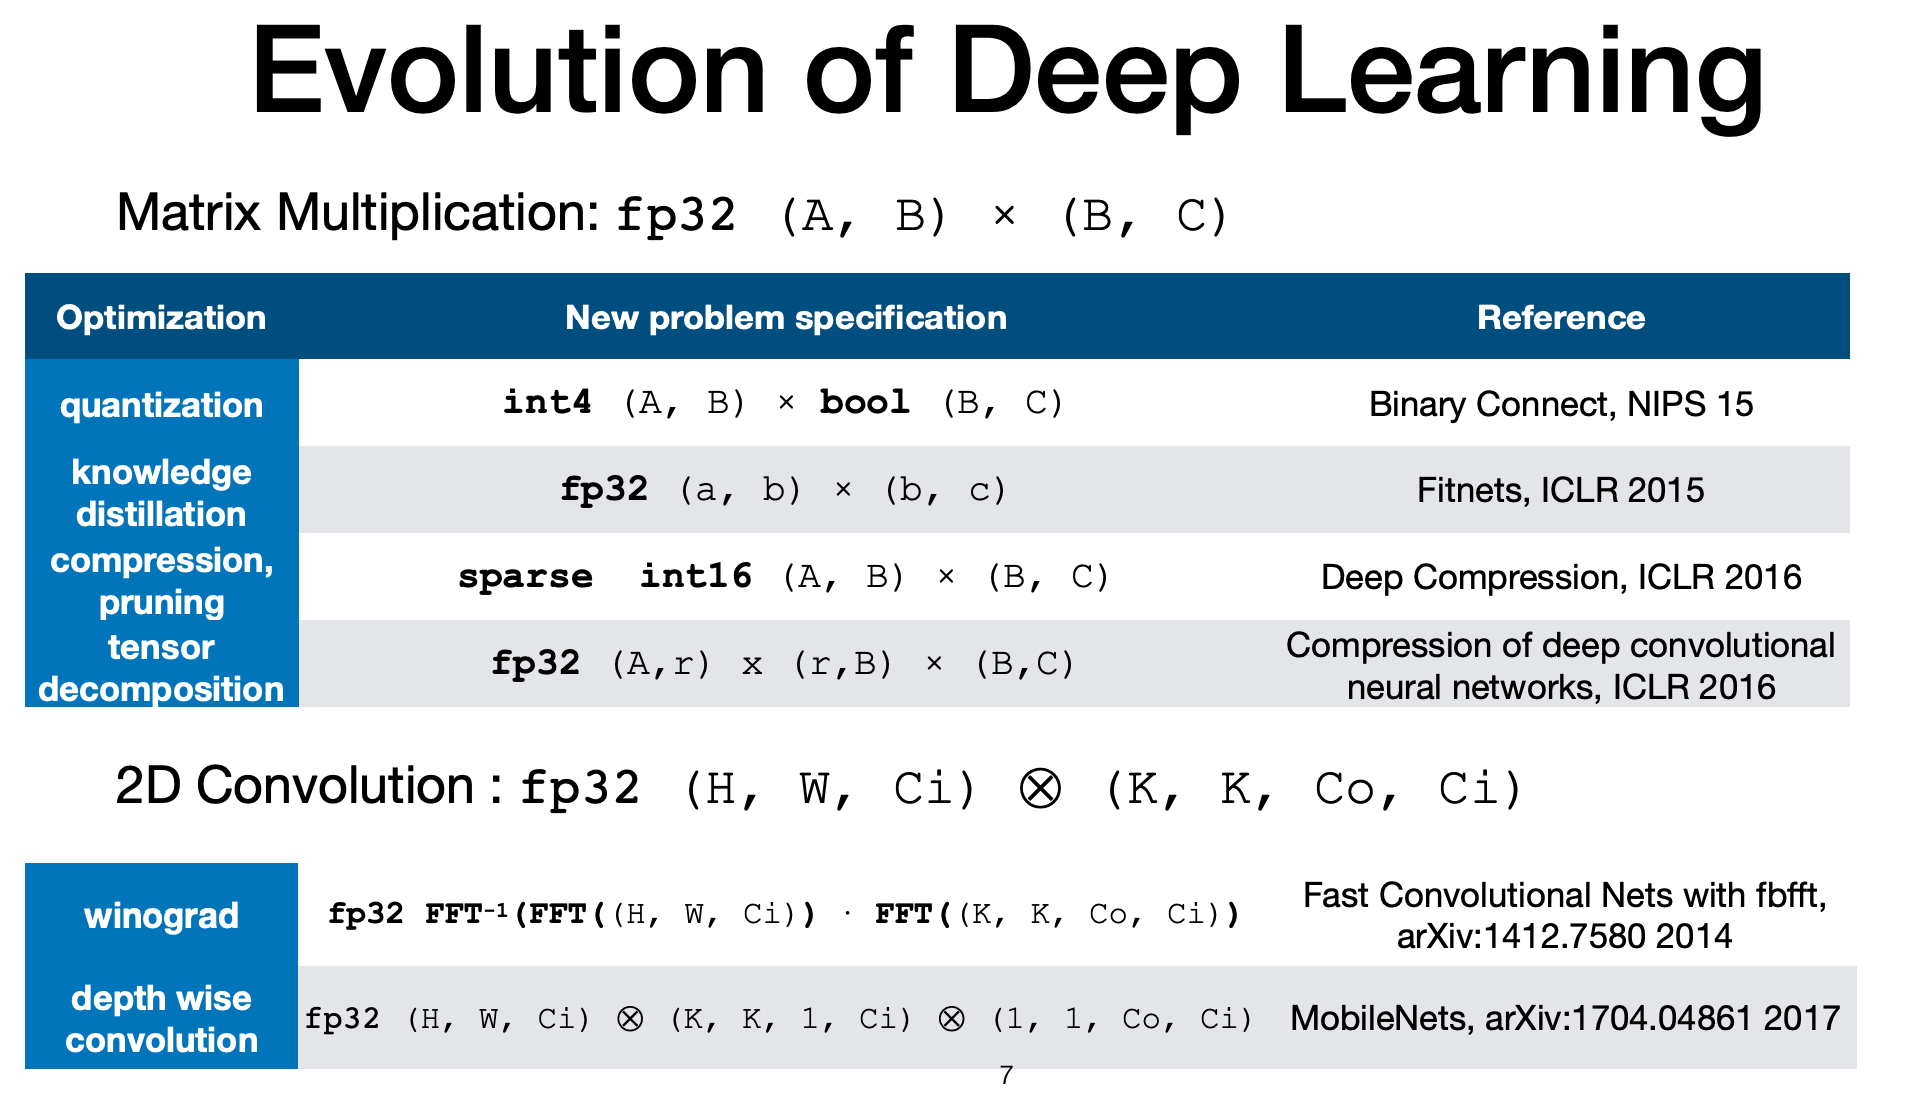 Evolution of Deep Learning
Matrix Multiplication: fp32 (A, B) × (B, C)
Optimization New problem specification Reference
quantization int4 (A, B) × bool (B, C) Binary Connect, NIPS 15
knowledge
distillation fp32 (a, b) × (b, c) Fitnets, ICLR 2015
compression,
pruning sparse int16 (A, B) × (B, C) Deep Compression, ICLR 2016
tensor
decomposition fp32 (A,r) x (r,B) × (B,C) Compression of deep convolutional
neural networks, ICLR 2016
2D Convolution : fp32 (H, W, Ci) ⊗ (K, K, Co, Ci)
winograd fp32 FFT⁻¹(FFT((H, W, Ci)) · FFT((K, K, Co, Ci)) Fast Convolutional Nets with fbfft,
arXiv:1412.7580 2014
depth wise
convolution fp32 (H, W, Ci) ⊗ (K, K, 1, Ci) ⊗ (1, 1, Co, Ci) MobileNets, arXiv:1704.04861 2017
7